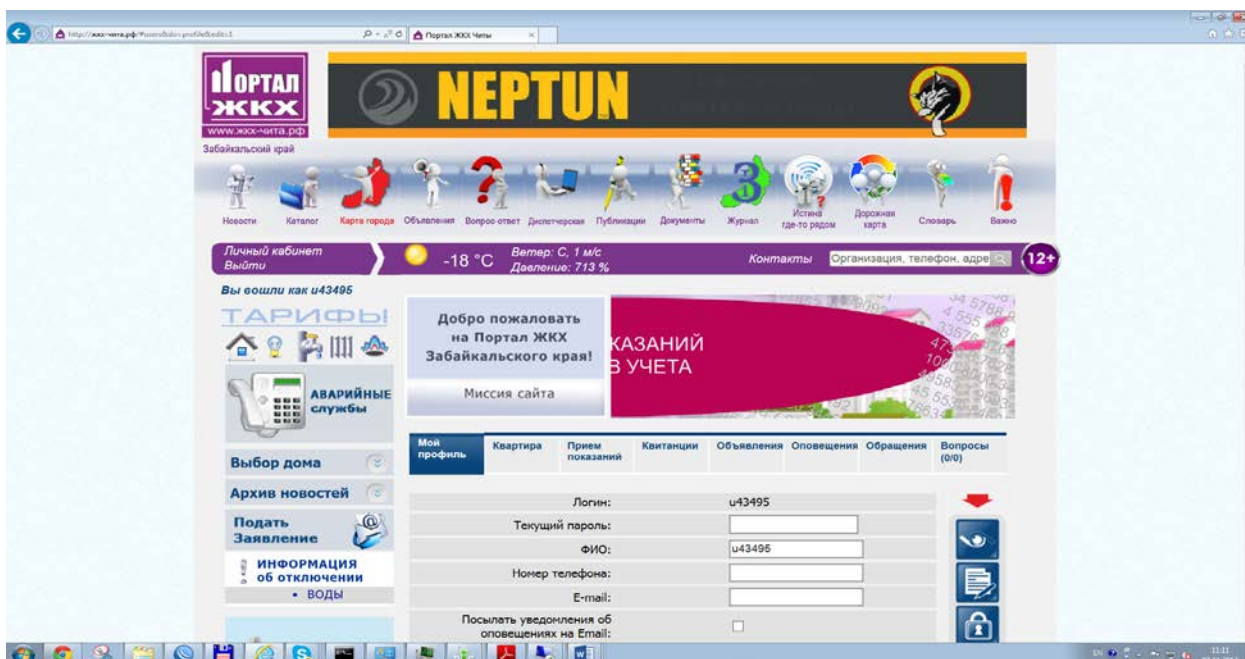 Портал ЖКХ Читы
Портал
ЖКХ
www.жкх-чита.рф
NEPTUN
Забайкальский край
Новости
Каталог
Карта города
Объявления
Вопрос ответ
Диспетчерская
Публикации
Документы
Журнал
Истина
где-то рядом
Дорожная
карта
Словарь
Важно
Личный кабинет
Выйти
-18 °C
Ветер: С, 1 м/с
Давление: 713 %
Контакты
Организация, телефон, адре
12+
Вы вошли как u43495
ТАРИФЫ
АВАРИЙНЫЕ
службы
Выбор дома
Архив новостей
Подать
Заявление
ИНФОРМАЦИЯ
об отключении
• ВОДЫ
Добро пожаловать
на Портал ЖКХ
Забайкальского края!
Миссия сайта
КАЗАНИЙ
В УЧЕТА
Мой
профиль
Квартира
Прием
показаний
Квитанции
Объявления
Оповещения
Обращения
Вопросы
(0/0)
Логин: u43495
Текущий пароль:
ФИО: u43495
Номер телефона:
E-mail:
Посылать уведомления об
оповещениях на Email:
EN
11:11